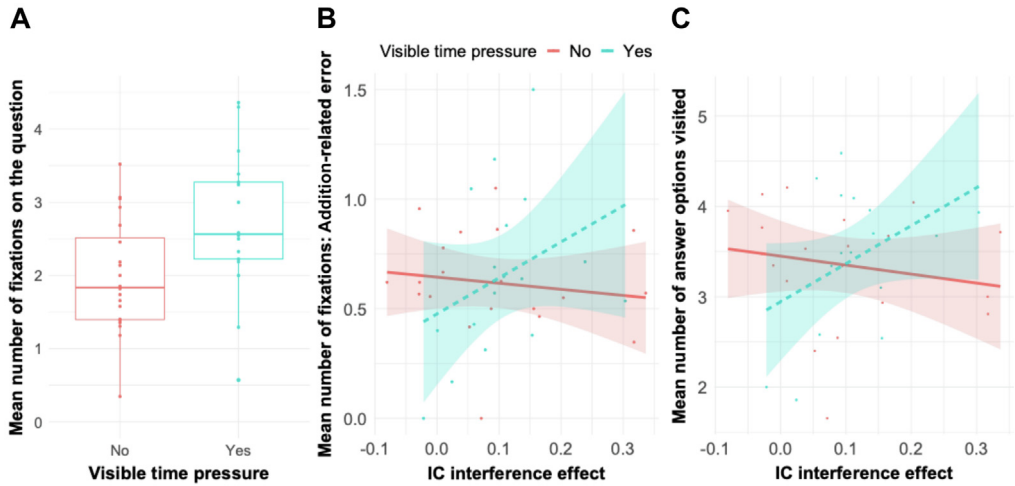 A
Mean number of fixations on the question
4
3
2
1
0
No Yes
Visible time pressure
B
Visible time pressure No Yes
Mean number of fixations: Addition-related error
1.5
1.0
0.5
0.0
-0.1 0.0 0.1 0.2 0.3
IC interference effect
C
Mean number of answer options visited
5
4
3
2
0.0 0.1 0.2 0.3
IC interference effect